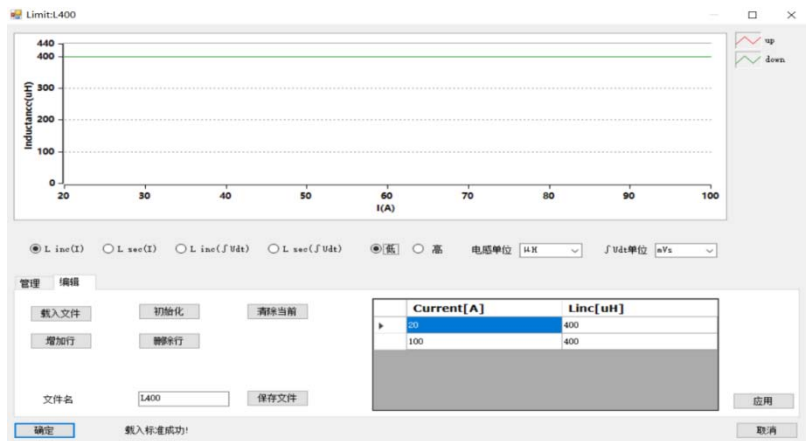 Limit:L400
up
down
440
400
300
200
100
0
Inductancc(uH)
20 30 40 50 60 70 80 90 100
I(A)
L inc(I) L sec(I) L inc(∫Udt) L sec(∫Udt) 低 高 电感单位 μH ∫Udt单位 mVs
管理 编辑
载入文件 初始化 清除当前
增加行 删除行
Current[A] Linc[uH]
20 400
100 400
文件名 L400 保存文件
应用
确定 载入标准成功! 取消